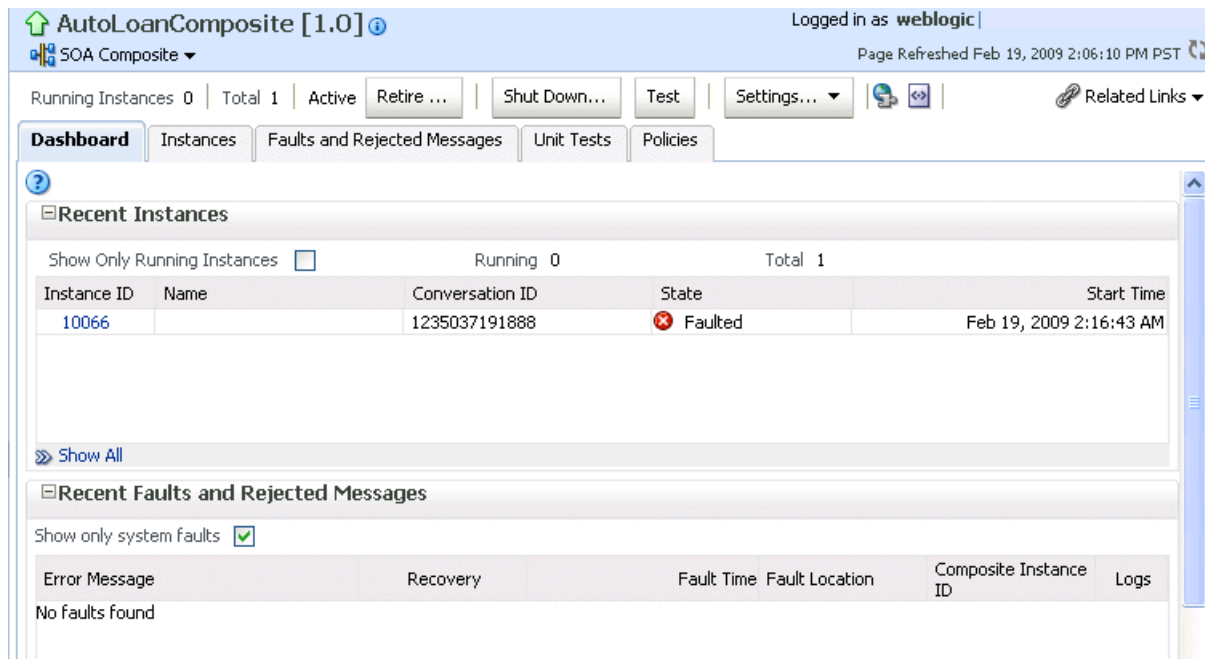 AutoLoanComposite [1.0]
Logged in as weblogic
SOA Composite
Page Refreshed Feb 19, 2009 2:06:10 PM PST
Running Instances 0 Total 1 Active Retire ... Shut Down... Test Settings... Related Links
Dashboard Instances Faults and Rejected Messages Unit Tests Policies
Recent Instances
Show Only Running Instances Running 0 Total 1
Instance ID Name Conversation ID State Start Time
10066 1235037191888 Faulted Feb 19, 2009 2:16:43 AM
Show All
Recent Faults and Rejected Messages
Show only system faults
Error Message Recovery Fault Time Fault Location Composite Instance ID Logs
No faults found